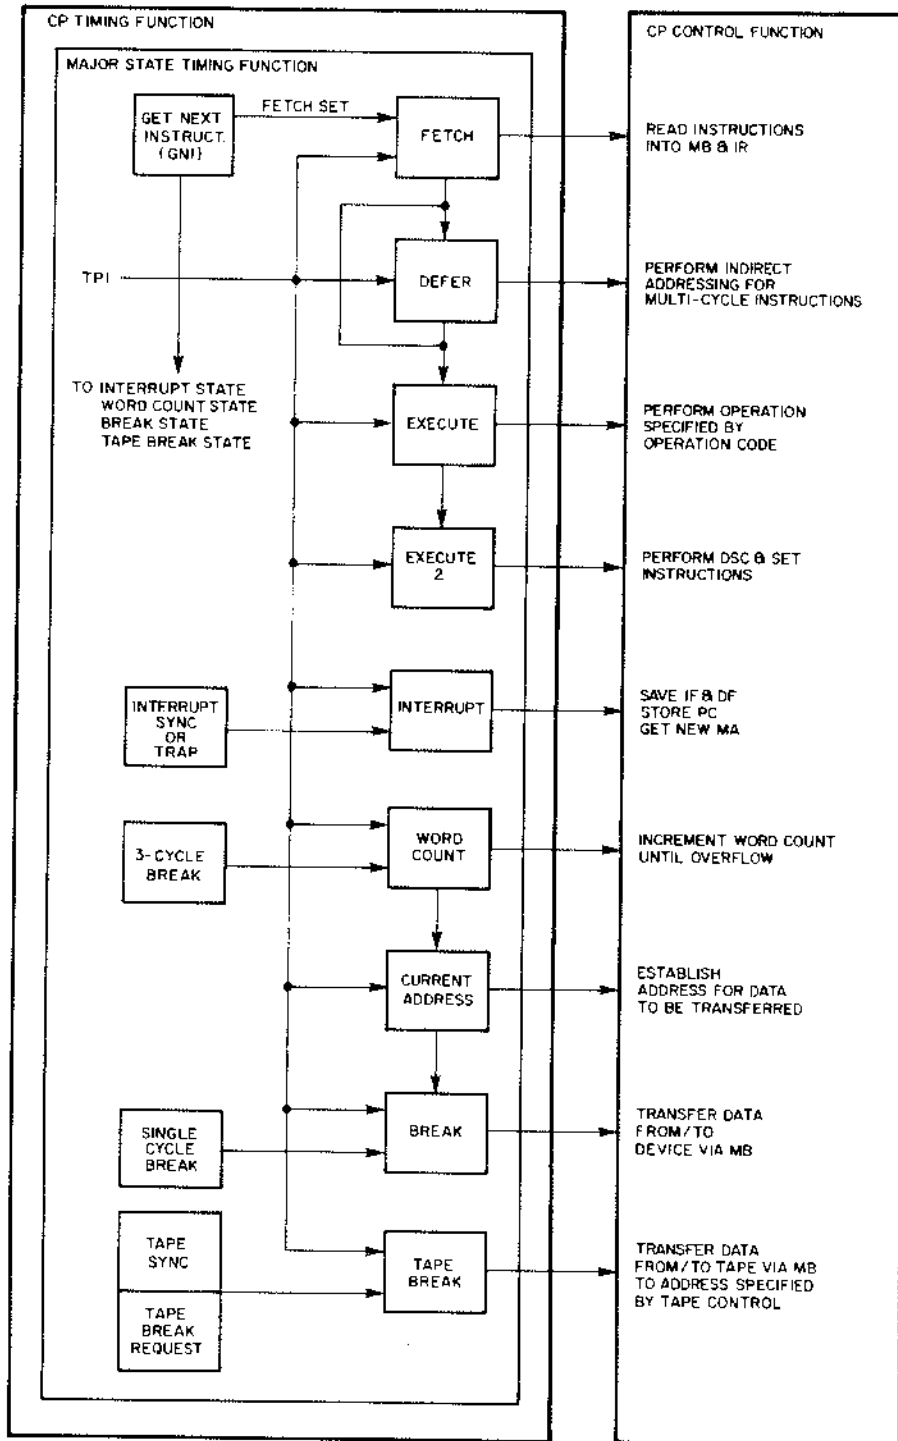 CP TIMING FUNCTION
MAJOR STATE TIMING FUNCTION
GET NEXT
INSTRUCT.
(GNI)
FETCH SET
FETCH
TP1
DEFER
TO INTERRUPT STATE
WORD COUNT STATE
BREAK STATE
TAPE BREAK STATE
EXECUTE
EXECUTE
2
INTERRUPT
SYNC
OR
TRAP
INTERRUPT
3-CYCLE
BREAK
WORD
COUNT
CURRENT
ADDRESS
SINGLE
CYCLE
BREAK
BREAK
TAPE
SYNC
TAPE
BREAK
REQUEST
TAPE
BREAK
CP CONTROL FUNCTION
READ INSTRUCTIONS
INTO MB & IR
PERFORM INDIRECT
ADDRESSING FOR
MULTI-CYCLE INSTRUCTIONS
PERFORM OPERATION
SPECIFIED BY
OPERATION CODE
PERFORM DSC & SET
INSTRUCTIONS
SAVE IF & DF
STORE PC
GET NEW MA
INCREMENT WORD COUNT
UNTIL OVERFLOW
ESTABLISH
ADDRESS FOR DATA
TO BE TRANSFERRED
TRANSFER DATA
FROM/TO
DEVICE VIA MB
TRANSFER DATA
FROM/TO TAPE VIA MB
TO ADDRESS SPECIFIED
BY TAPE CONTROL